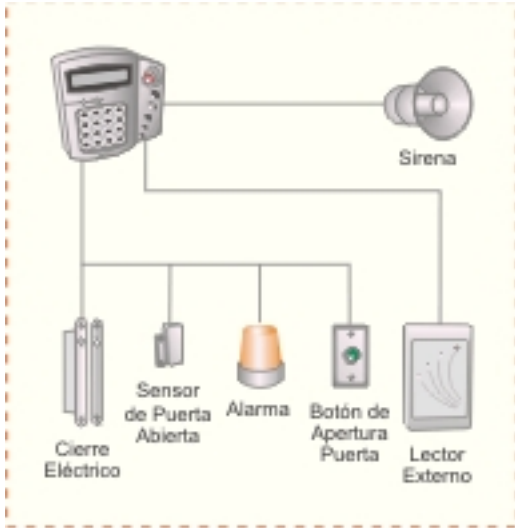 Sirena
Sensor
de Puerta
Abierta
Alarma
Botón de
Apertura
Puerta
Cierre
Eléctrico
Lector
Externo